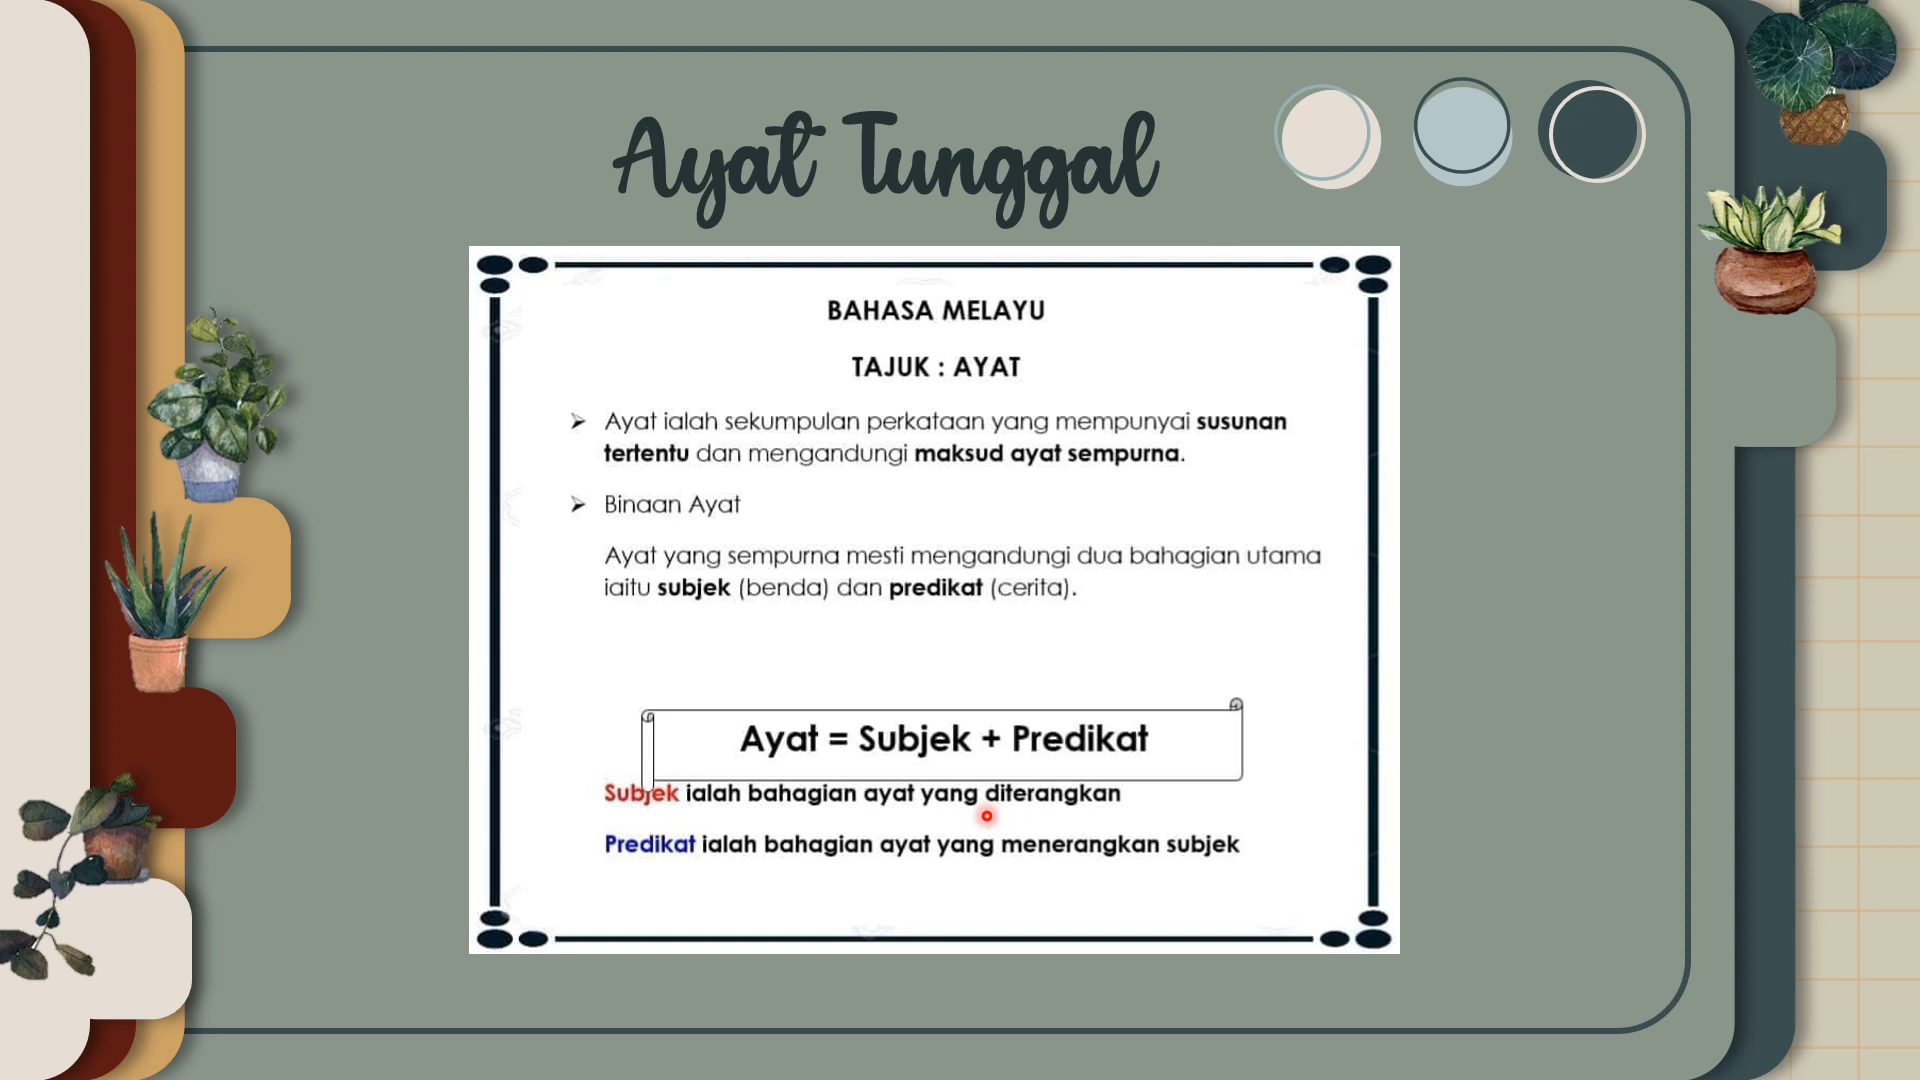 Ayat Tunggal
BAHASA MELAYU
TAJUK : AYAT
➢ Ayat ialah sekumpulan perkataan yang mempunyai susunan
tertentu dan mengandungi maksud ayat sempurna.
➢ Binaan Ayat
Ayat yang sempurna mesti mengandungi dua bahagian utama
iaitu subjek (benda) dan predikat (cerita).
Ayat = Subjek + Predikat
Subjek ialah bahagian ayat yang diterangkan
Predikat ialah bahagian ayat yang menerangkan subjek